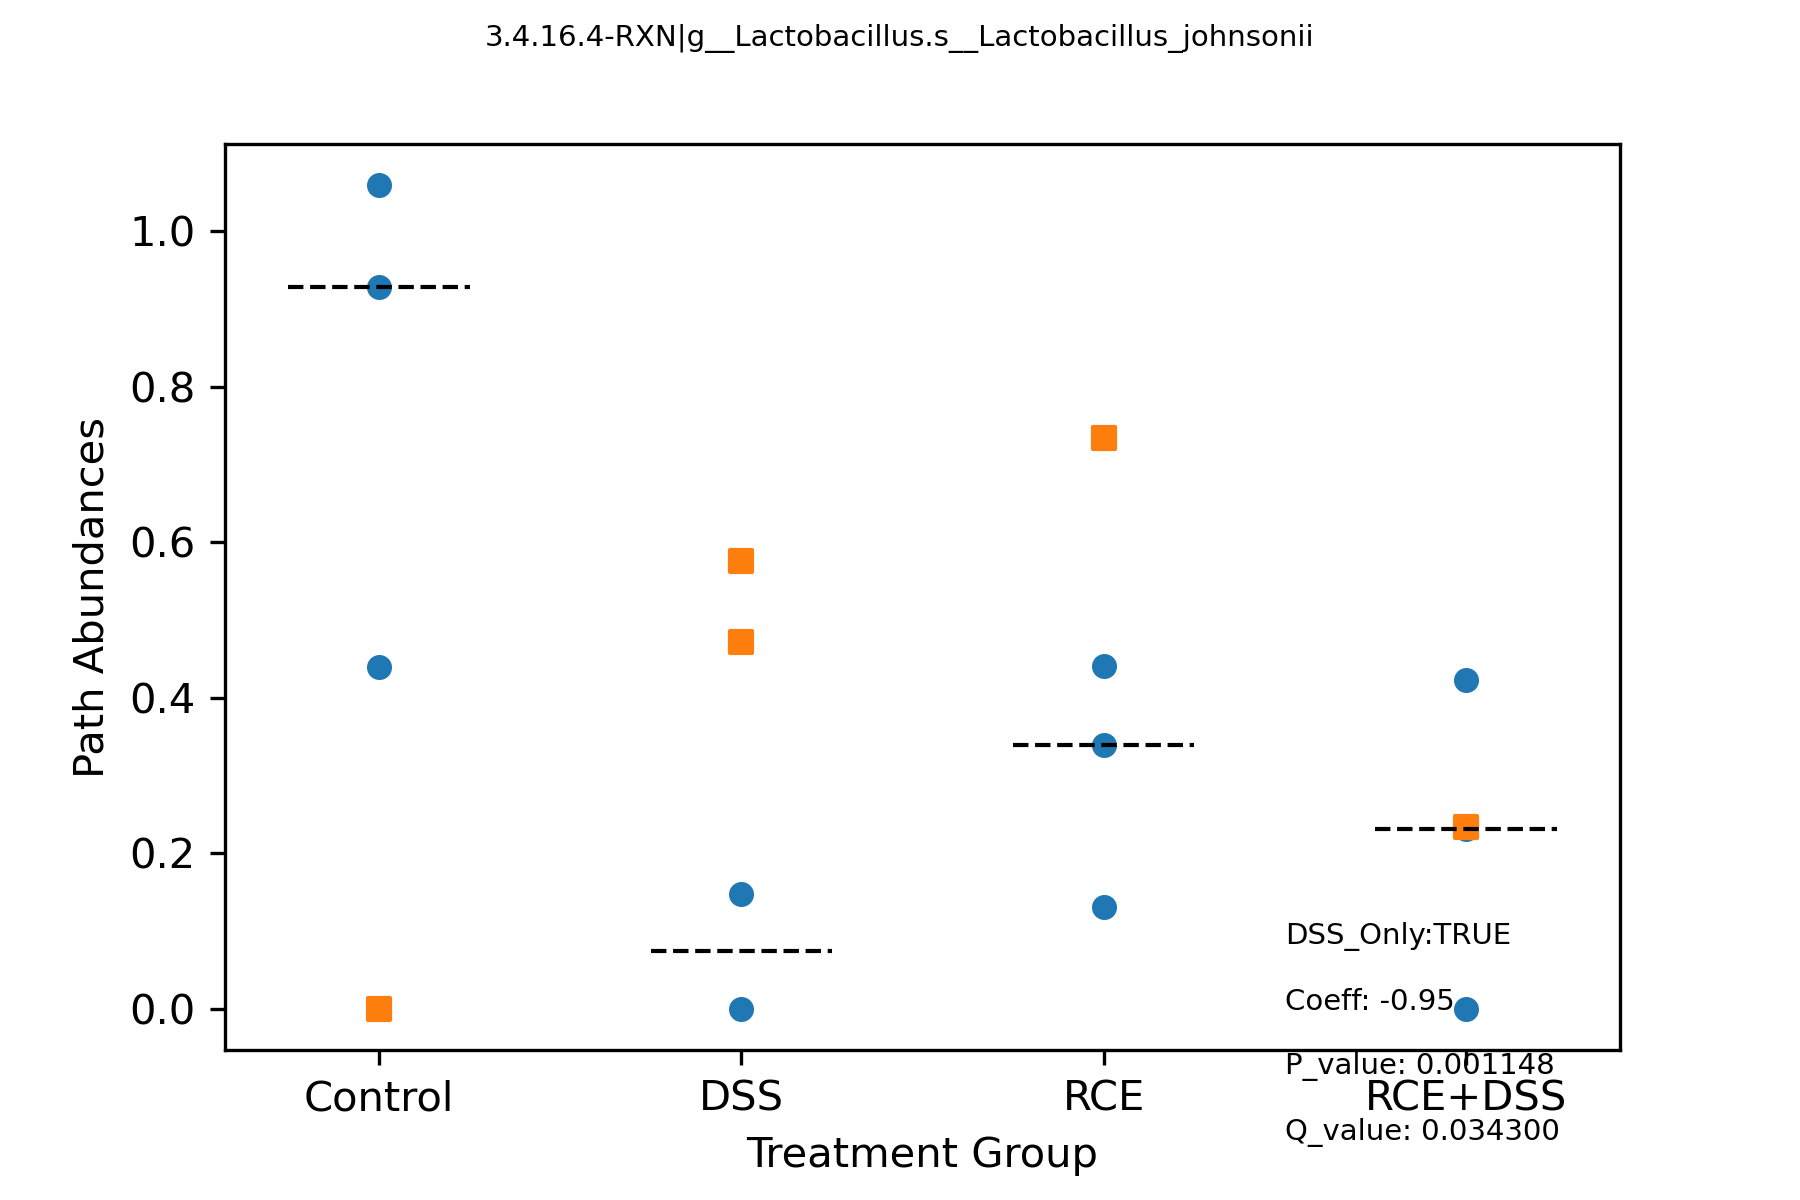 3.4.16.4-RXN|g__Lactobacillus.s__Lactobacillus_johnsonii
Path Abundances
1.0
0.8
0.6
0.4
0.2
0.0
DSS_Only:TRUE
Coeff: -0.95
P_value: 0.001148
Q_value: 0.034300
Control
DSS
RCE
RCE+DSS
Treatment Group